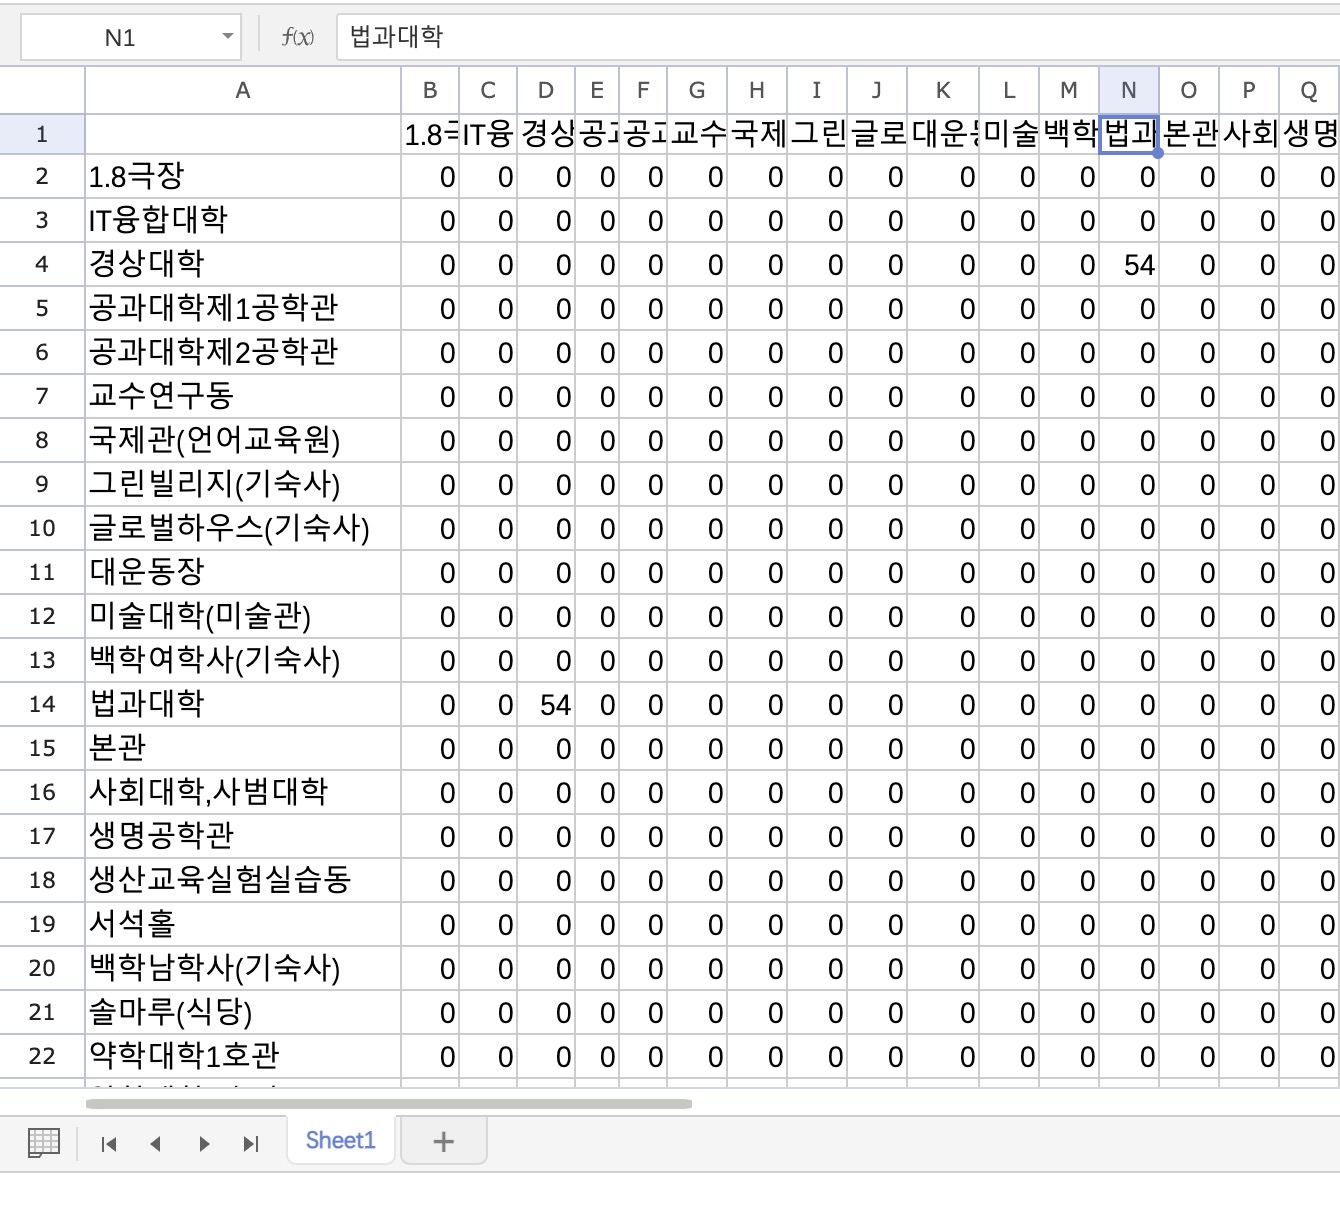 N1 f(x) 법과대학
A B C D E F G H I J K L M N O P Q
1 1.8 IT융 경상 공 공 교수 국제 그린 글로 대운 미술 백학 법과 본관 사회 생명
2 1.8극장 0 0 0 0 0 0 0 0 0 0 0 0 0 0 0 0
3 IT융합대학 0 0 0 0 0 0 0 0 0 0 0 0 0 0 0 0
4 경상대학 0 0 0 0 0 0 0 0 0 0 0 0 54 0 0 0
5 공과대학제1공학관 0 0 0 0 0 0 0 0 0 0 0 0 0 0 0 0
6 공과대학제2공학관 0 0 0 0 0 0 0 0 0 0 0 0 0 0 0 0
7 교수연구동 0 0 0 0 0 0 0 0 0 0 0 0 0 0 0 0
8 국제관(언어교육원) 0 0 0 0 0 0 0 0 0 0 0 0 0 0 0 0
9 그린빌리지(기숙사) 0 0 0 0 0 0 0 0 0 0 0 0 0 0 0 0
10 글로벌하우스(기숙사) 0 0 0 0 0 0 0 0 0 0 0 0 0 0 0 0
11 대운동장 0 0 0 0 0 0 0 0 0 0 0 0 0 0 0 0
12 미술대학(미술관) 0 0 0 0 0 0 0 0 0 0 0 0 0 0 0 0
13 백학여학사(기숙사) 0 0 0 0 0 0 0 0 0 0 0 0 0 0 0 0
14 법과대학 0 0 54 0 0 0 0 0 0 0 0 0 0 0 0 0
15 본관 0 0 0 0 0 0 0 0 0 0 0 0 0 0 0 0
16 사회대학,사범대학 0 0 0 0 0 0 0 0 0 0 0 0 0 0 0 0
17 생명공학관 0 0 0 0 0 0 0 0 0 0 0 0 0 0 0 0
18 생산교육실험실습동 0 0 0 0 0 0 0 0 0 0 0 0 0 0 0 0
19 서석홀 0 0 0 0 0 0 0 0 0 0 0 0 0 0 0 0
20 백학남학사(기숙사) 0 0 0 0 0 0 0 0 0 0 0 0 0 0 0 0
21 솔마루(식당) 0 0 0 0 0 0 0 0 0 0 0 0 0 0 0 0
22 약학대학1호관 0 0 0 0 0 0 0 0 0 0 0 0 0 0 0 0
Sheet1 +